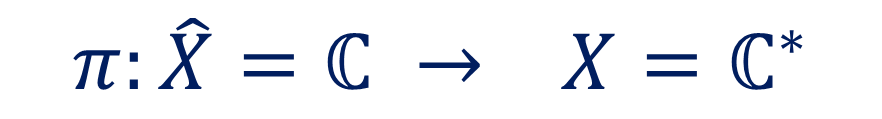 π: X̂ = ℂ → X = ℂ*